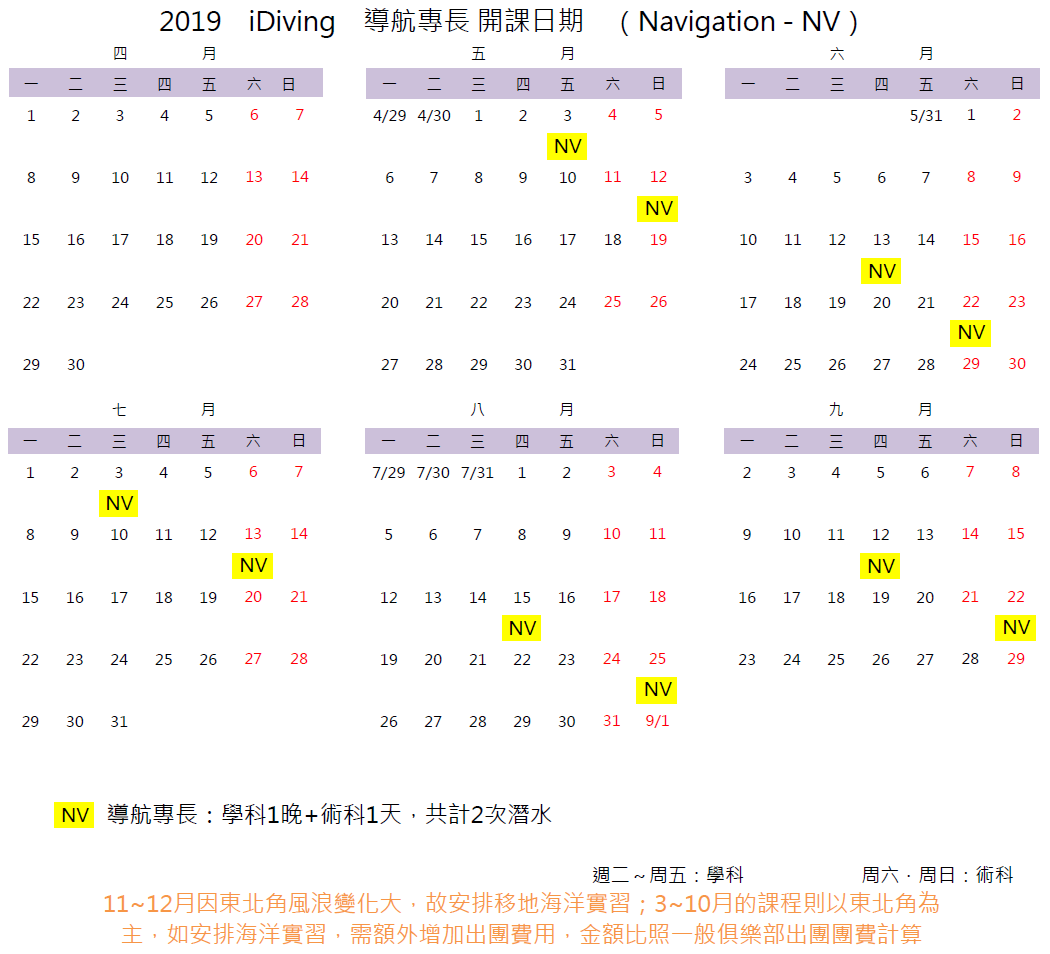 2019 iDiving 導航專長 開課日期 （Navigation - NV）
四 月 五 月 六 月
一 二 三 四 五 六 日 一 二 三 四 五 六 日 一 二 三 四 五 六 日
1 2 3 4 5 6 7 4/29 4/30 1 2 3 4 5 5/31 1 2
NV
8 9 10 11 12 13 14 6 7 8 9 10 11 12 3 4 5 6 7 8 9
NV
15 16 17 18 19 20 21 13 14 15 16 17 18 19 10 11 12 13 14 15 16
NV
22 23 24 25 26 27 28 20 21 22 23 24 25 26 17 18 19 20 21 22 23
NV
29 30 27 28 29 30 31 24 25 26 27 28 29 30
七 月 八 月 九 月
一 二 三 四 五 六 日 一 二 三 四 五 六 日 一 二 三 四 五 六 日
1 2 3 4 5 6 7 7/29 7/30 7/31 1 2 3 4 2 3 4 5 6 7 8
NV
8 9 10 11 12 13 14 5 6 7 8 9 10 11 9 10 11 12 13 14 15
NV NV
15 16 17 18 19 20 21 12 13 14 15 16 17 18 16 17 18 19 20 21 22
NV NV
22 23 24 25 26 27 28 19 20 21 22 23 24 25 23 24 25 26 27 28 29
NV
29 30 31 26 27 28 29 30 31 9/1
NV 導航專長：學科1晚+術科1天，共計2次潛水
週二～周五：學科 周六．周日：術科
11~12月因東北角風浪變化大，故安排移地海洋實習；3~10月的課程則以東北角為
主，如安排海洋實習，需額外增加出團費用，金額比照一般俱樂部出團團費計算